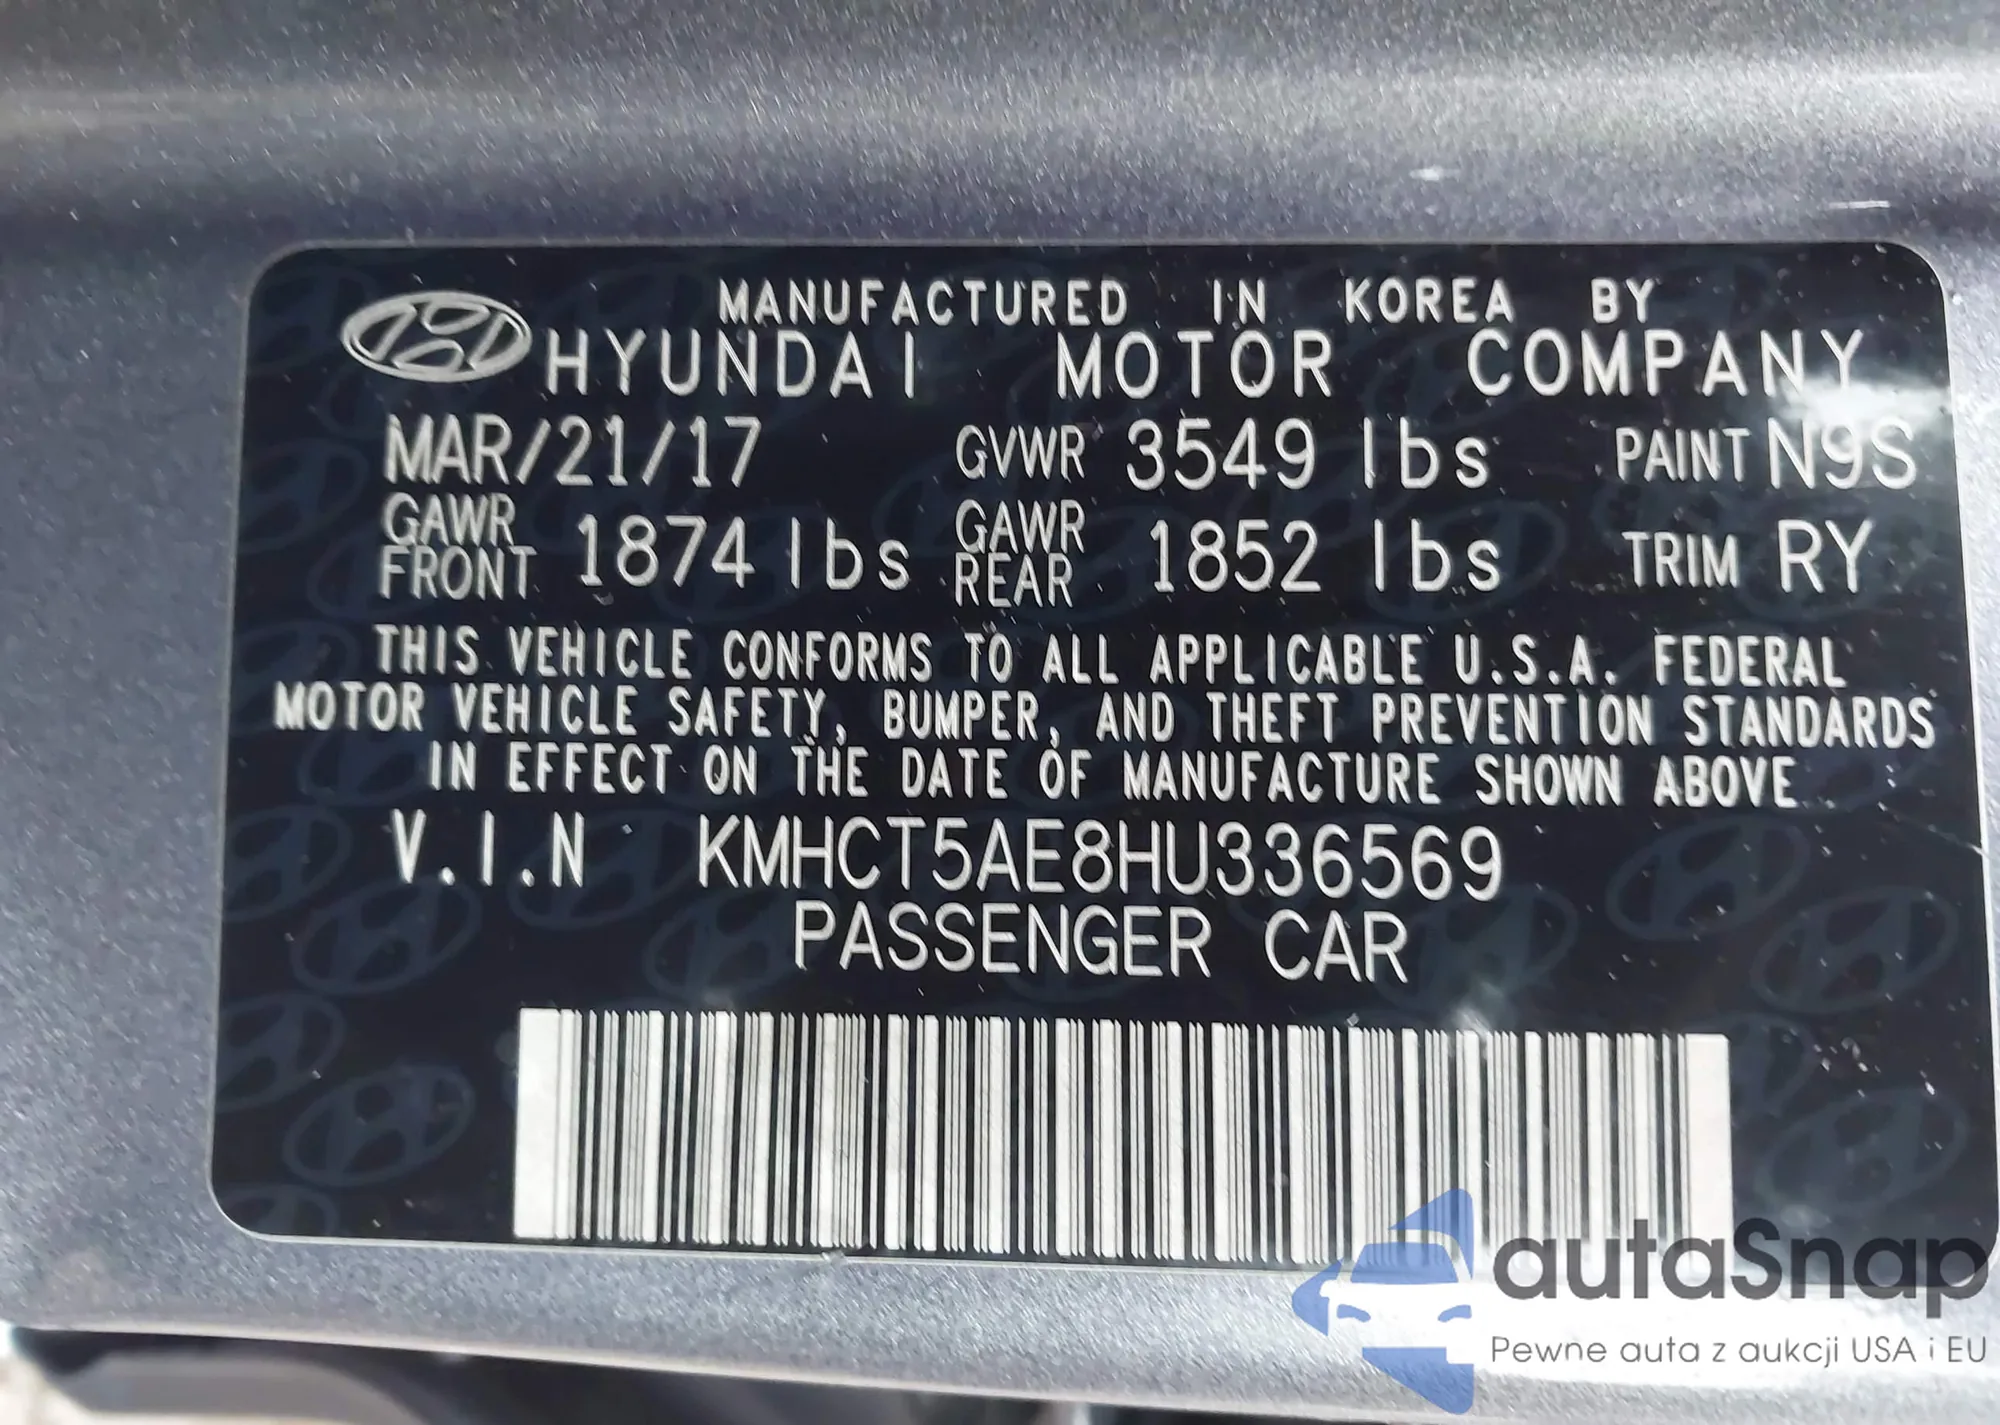 MANUFACTURED IN KOREA BY
HYUNDAI MOTOR COMPANY
MAR/21/17 GVWR 3549 lbs PAINT N9S
GAWR FRONT 1874 lbs GAWR REAR 1852 lbs TRIM RY
THIS VEHICLE CONFORMS TO ALL APPLICABLE U.S.A. FEDERAL
MOTOR VEHICLE SAFETY, BUMPER, AND THEFT PREVENTION STANDARDS
IN EFFECT ON THE DATE OF MANUFACTURE SHOWN ABOVE
V.I.N KMHCT5AE8HU336569
PASSENGER CAR
autaSnap
Pewne auta z aukcji USA i EU